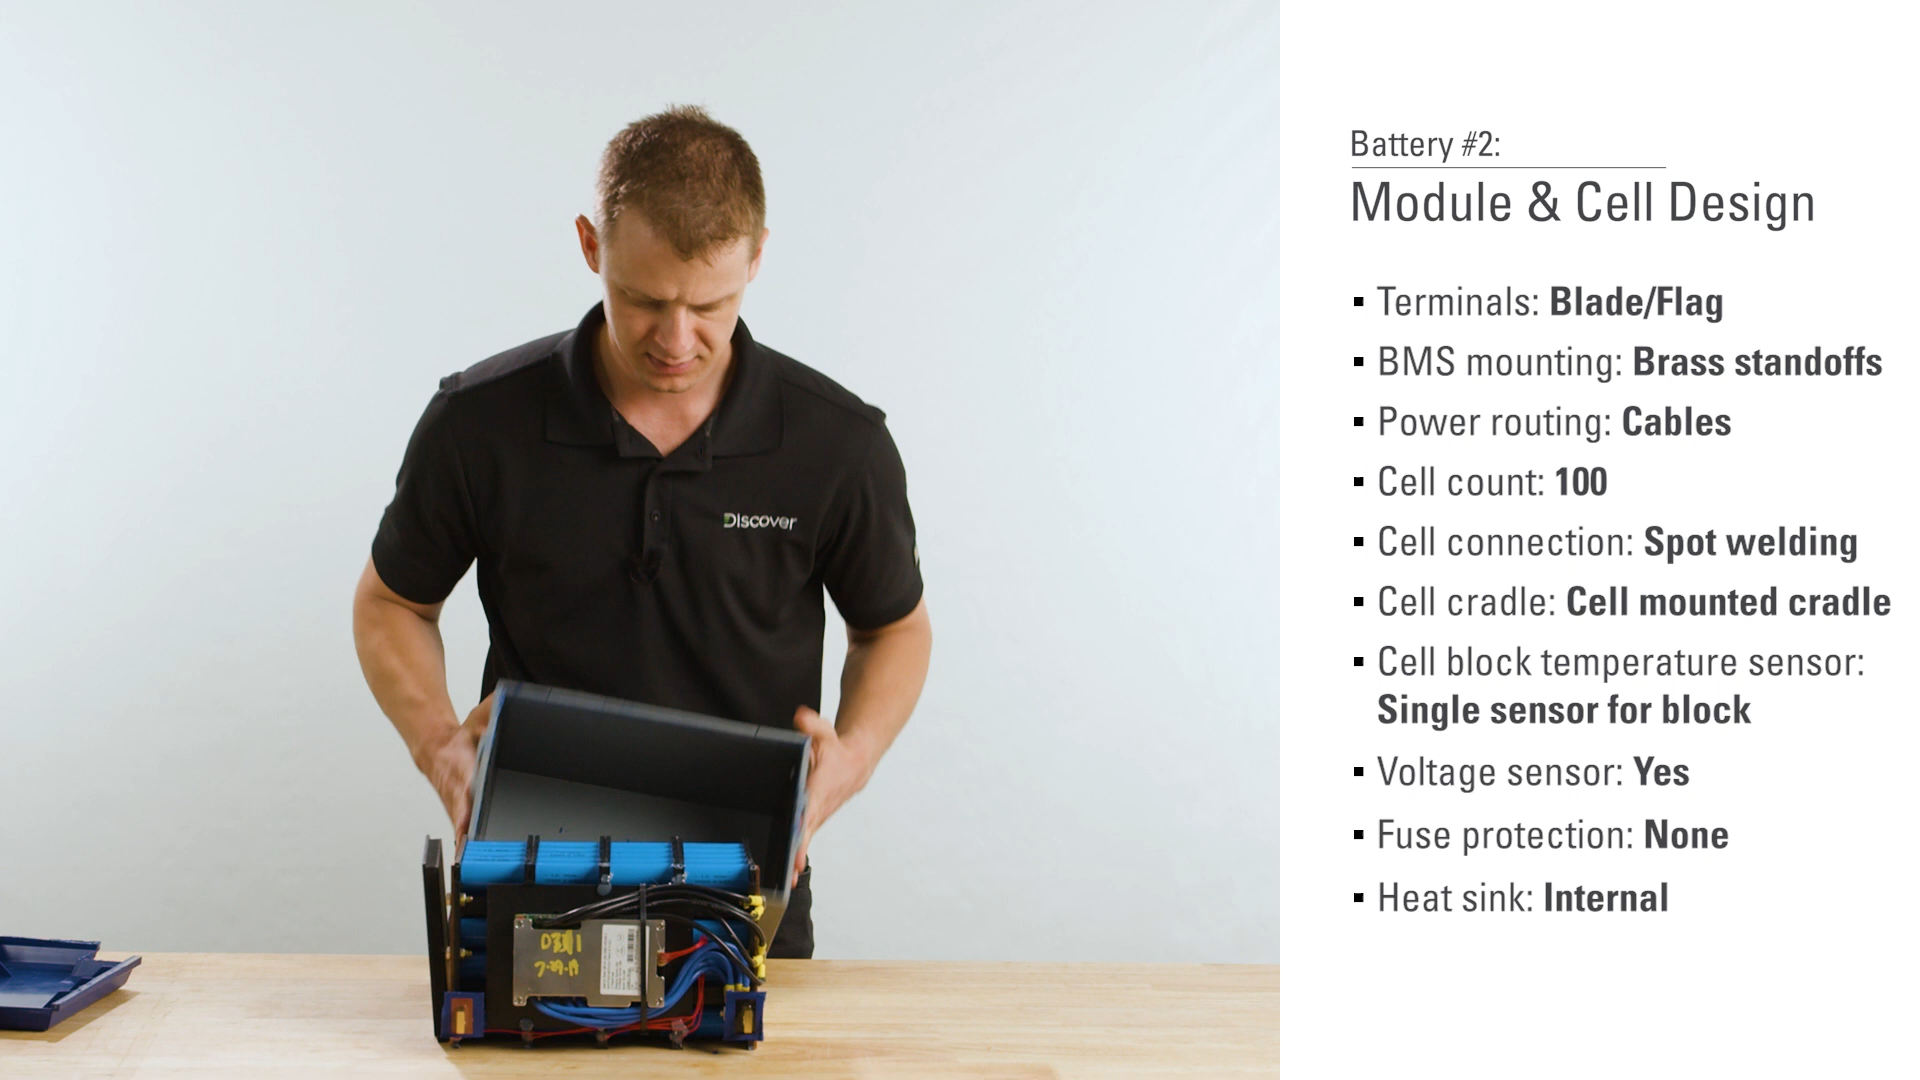 Battery #2:
Module & Cell Design
▪ Terminals: Blade/Flag
▪ BMS mounting: Brass standoffs
▪ Power routing: Cables
▪ Cell count: 100
▪ Cell connection: Spot welding
▪ Cell cradle: Cell mounted cradle
▪ Cell block temperature sensor:
Single sensor for block
▪ Voltage sensor: Yes
▪ Fuse protection: None
▪ Heat sink: Internal
Discover